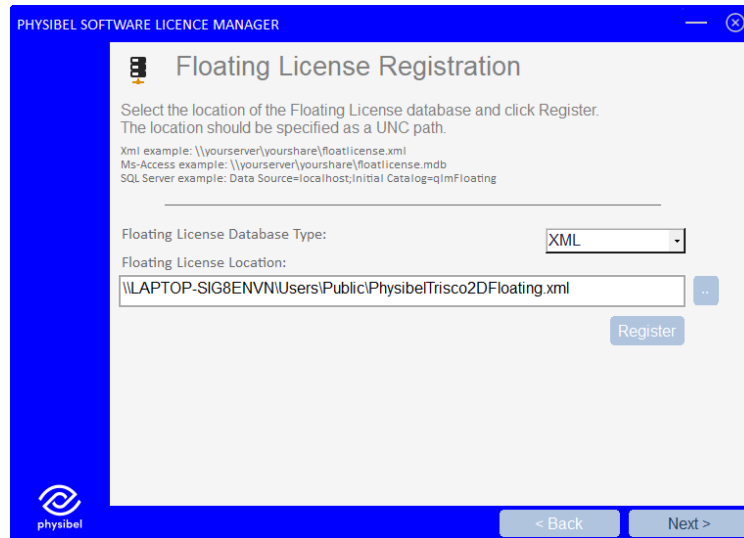 PHYSIBEL SOFTWARE LICENCE MANAGER
Floating License Registration
Select the location of the Floating License database and click Register.
The location should be specified as a UNC path.
Xml example: \\yourserver\yourshare\floatlicense.xml
Ms-Access example: \\yourserver\yourshare\floatlicense.mdb
SQL Server example: Data Source=localhost;Initial Catalog=qlmFloating
Floating License Database Type:
XML
Floating License Location:
\\LAPTOP-SIG8ENVN\Users\Public\PhysibelTrisco2DFloating.xml
..
Register
physibel
< Back
Next >